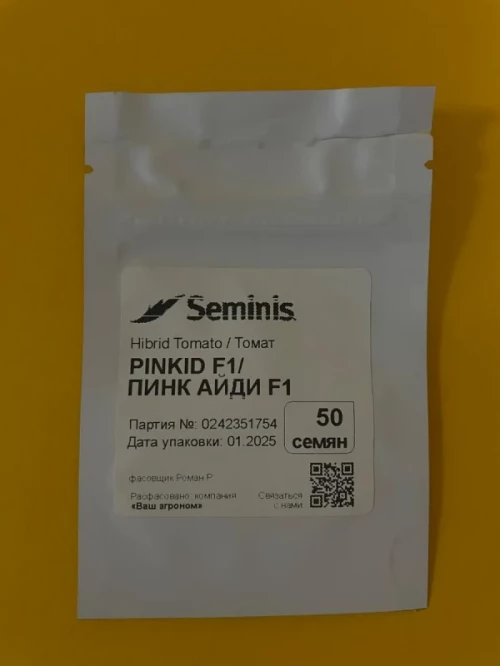 Seminis
Hibrid Tomato / Томат
PINKID F1/
ПИНК АЙДИ F1
Партия №: 0242351754
Дата упаковки: 01.2025
50
семян
фасовщик Роман Р
Расфасовано, компания
«Ваш агроном»
Связаться
с нами